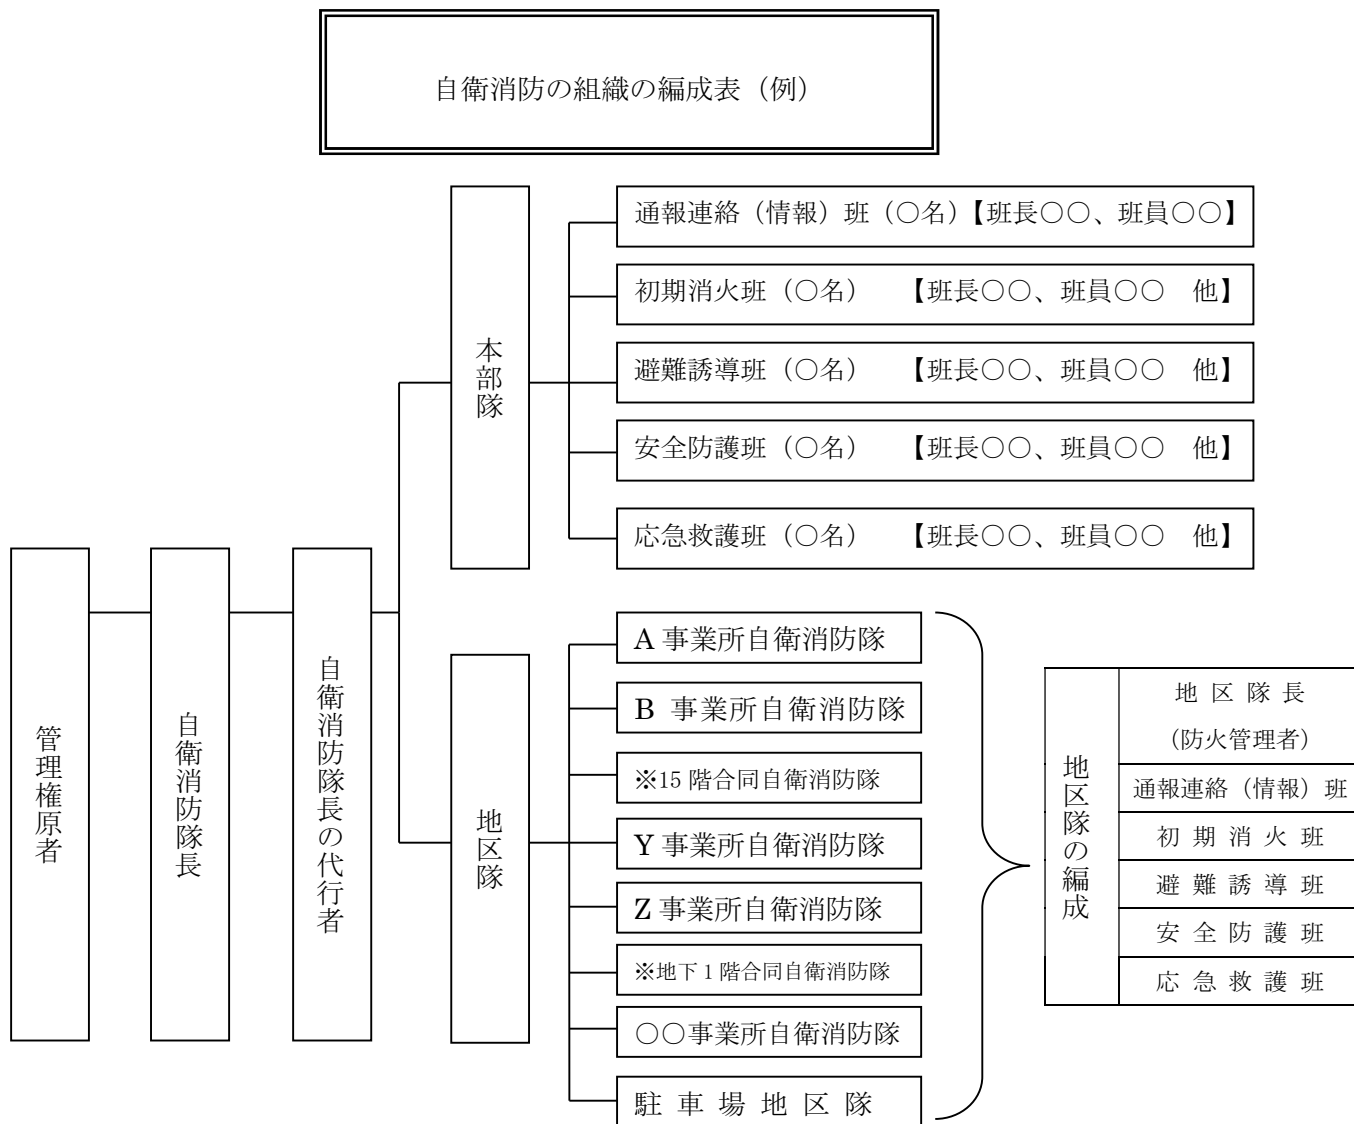 自衛消防の組織の編成表（例）
通報連絡（情報）班（○名）【班長○○、班員○○】
初期消火班（○名）　【班長○○、班員○○　他】
避難誘導班（○名）　【班長○○、班員○○　他】
安全防護班（○名）　【班長○○、班員○○　他】
応急救護班（○名）　【班長○○、班員○○　他】
本部隊
管理権原者
自衛消防隊長
自衛消防隊長の代行者
地区隊
A 事業所自衛消防隊
B 事業所自衛消防隊
※15 階合同自衛消防隊
Y 事業所自衛消防隊
Z 事業所自衛消防隊
※地下 1 階合同自衛消防隊
○○事業所自衛消防隊
駐 車 場 地 区 隊
地区隊の編成
地 区 隊 長
（防火管理者）
通報連絡（情報）班
初 期 消 火 班
避 難 誘 導 班
安 全 防 護 班
応 急 救 護 班